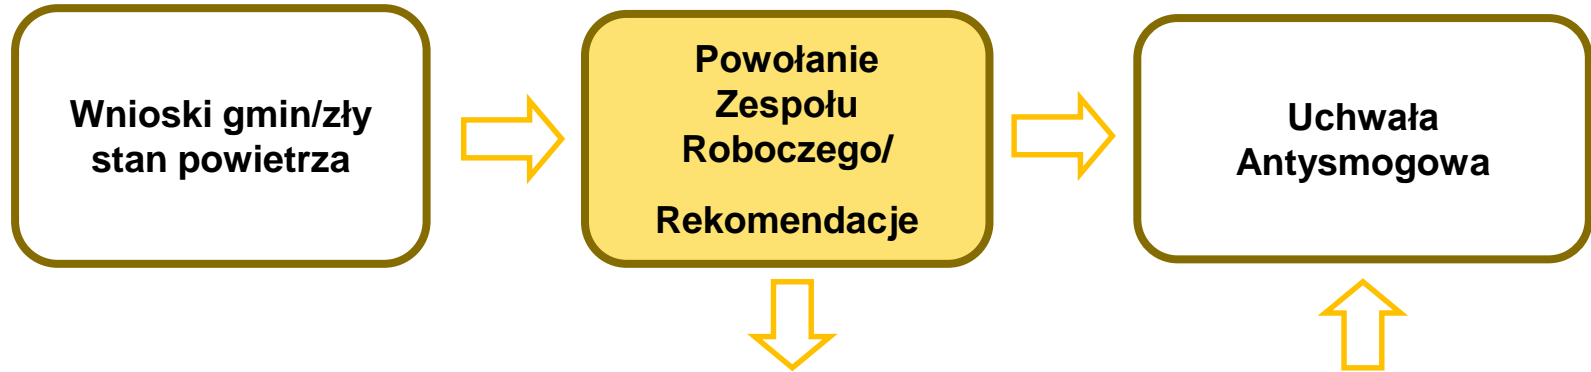 Wnioski gmin/zły
stan powietrza
Powołanie
Zespołu
Roboczego/
Rekomendacje
Uchwała
Antysmogowa